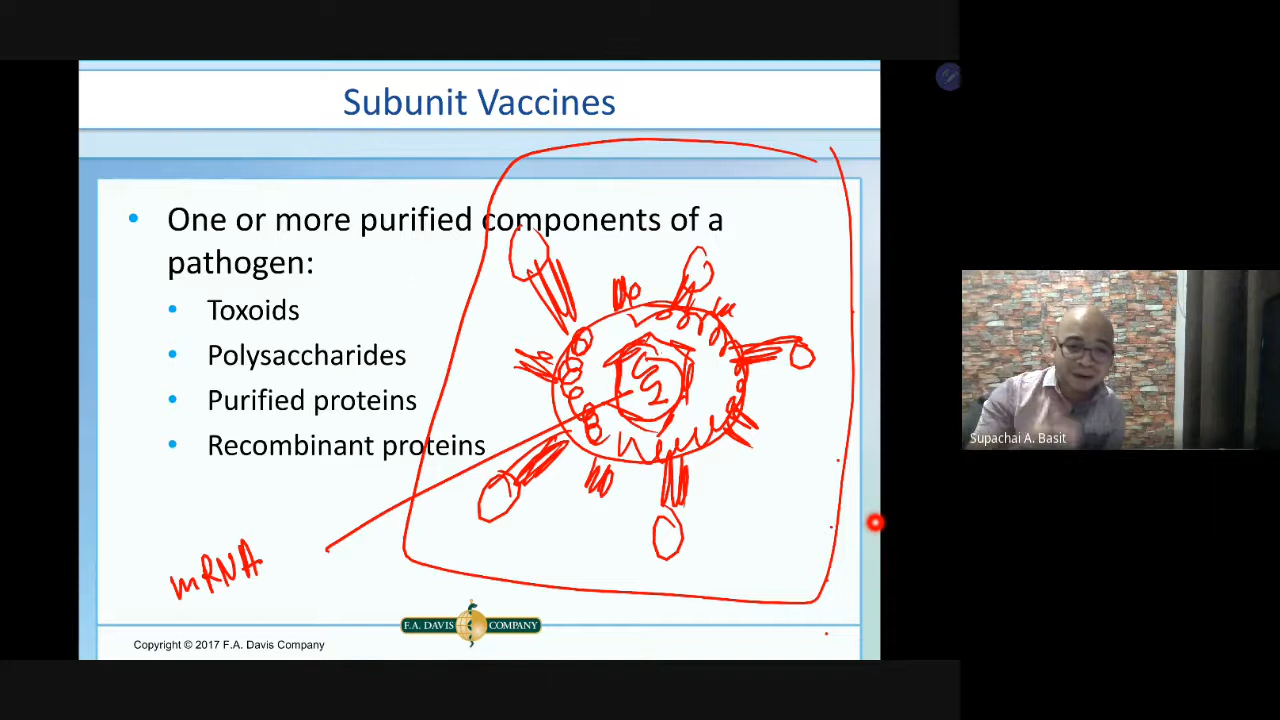 Subunit Vaccines
• One or more purified components of a
pathogen:
• Toxoids
• Polysaccharides
• Purified proteins
• Recombinant proteins
mRNA
F.A. DAVIS COMPANY
Copyright © 2017 F.A. Davis Company
Supachai A. Basit